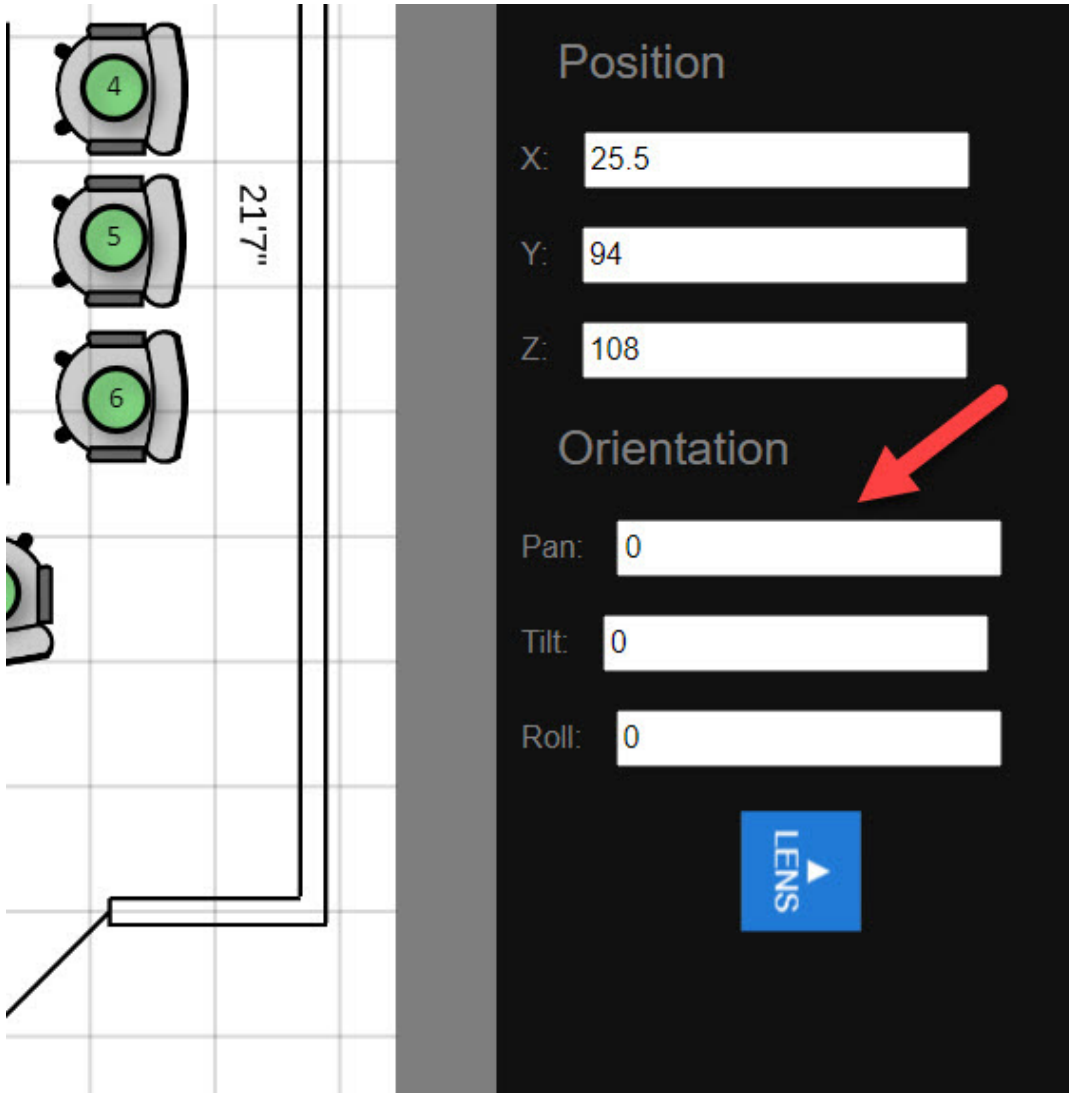 4
5
6
21'7"
Position
X: 25.5
Y: 94
Z: 108
Orientation
Pan: 0
Tilt: 0
Roll: 0
LENS